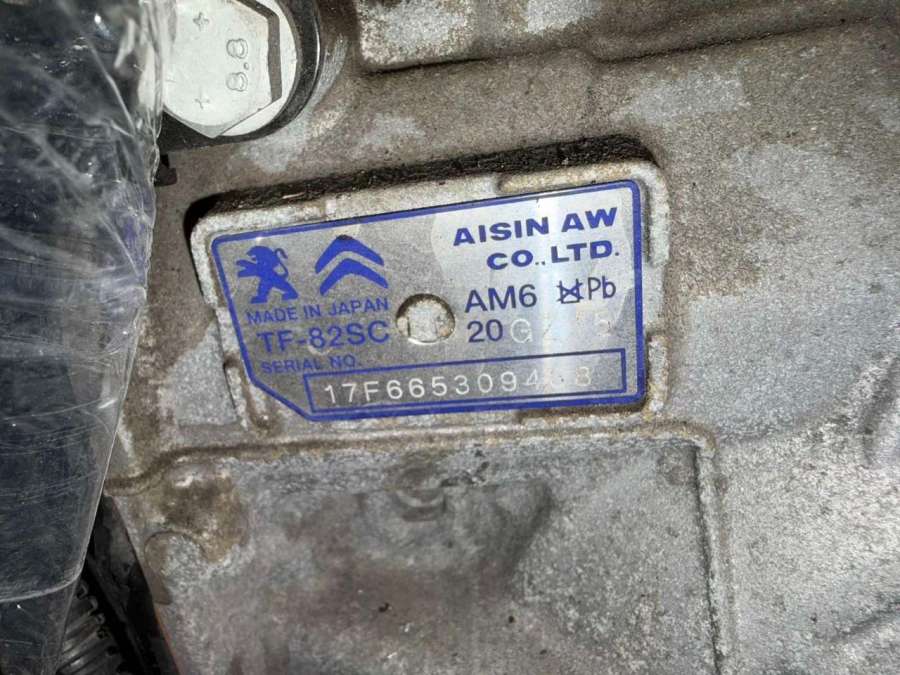 8.8
AISIN AW
CO.,LTD.
MADE IN JAPAN
AM6 Pb
TF-82SC
SERIAL NO.